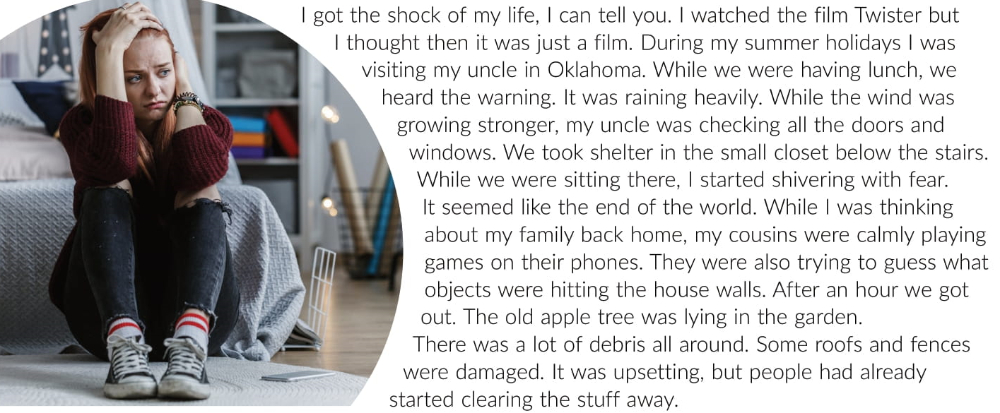 I got the shock of my life, I can tell you. I watched the film Twister but
I thought then it was just a film. During my summer holidays I was
visiting my uncle in Oklahoma. While we were having lunch, we
heard the warning. It was raining heavily. While the wind was
growing stronger, my uncle was checking all the doors and
windows. We took shelter in the small closet below the stairs.
While we were sitting there, I started shivering with fear.
It seemed like the end of the world. While I was thinking
about my family back home, my cousins were calmly playing
games on their phones. They were also trying to guess what
objects were hitting the house walls. After an hour we got
out. The old apple tree was lying in the garden.
There was a lot of debris all around. Some roofs and fences
were damaged. It was upsetting, but people had already
started clearing the stuff away.